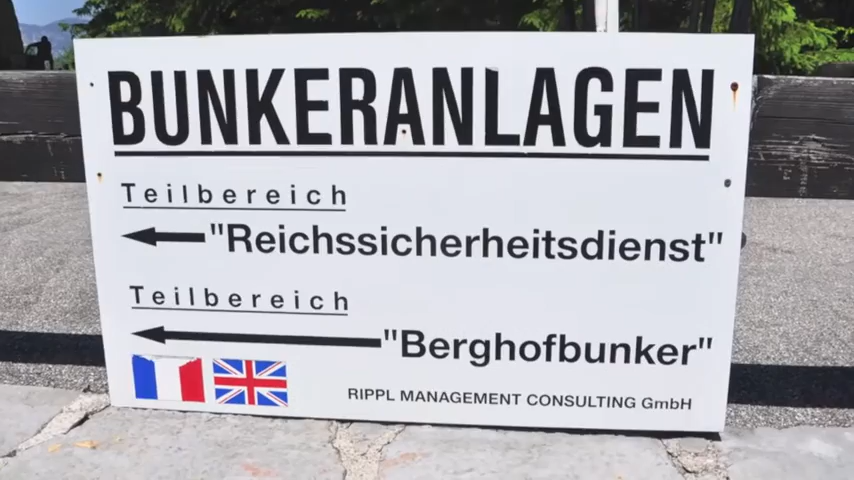 BUNKERANLAGEN
Teilbereich
"Reichssicherheitsdienst"
Teilbereich
"Berghofbunker"
RIPPL MANAGEMENT CONSULTING GmbH